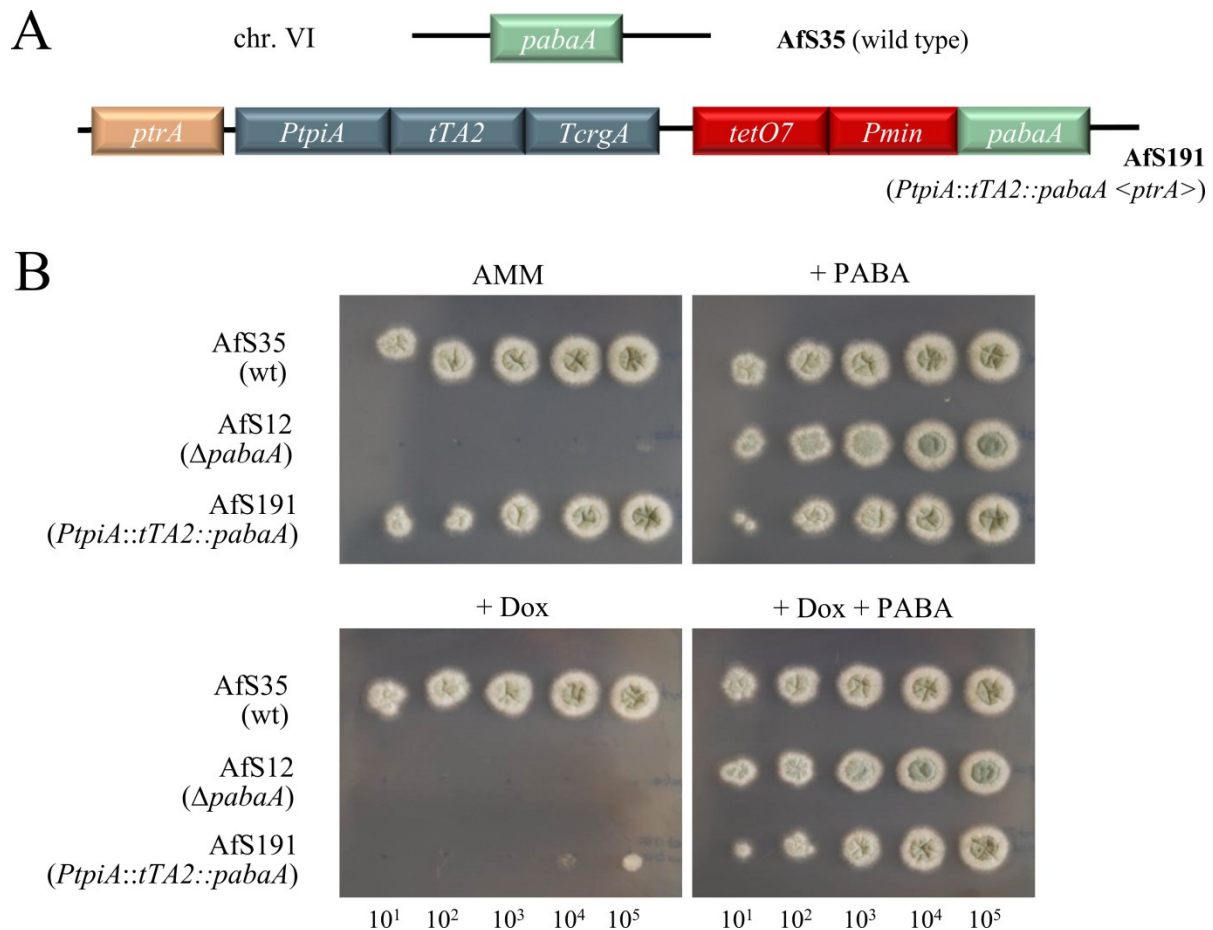 A
chr. VI
pabaA
AfS35 (wild type)
ptrA
PtpiA
tTA2
TcrgA
tetO7
Pmin
pabaA
AfS191
(PtpiA::tTA2::pabaA <ptrA>)
B
AMM
+ PABA
AfS35
(wt)
AfS12
(ΔpabaA)
AfS191
(PtpiA::tTA2::pabaA)
+ Dox
+ Dox + PABA
AfS35
(wt)
AfS12
(ΔpabaA)
AfS191
(PtpiA::tTA2::pabaA)
10¹ 10² 10³ 10⁴ 10⁵ 10¹ 10² 10³ 10⁴ 10⁵